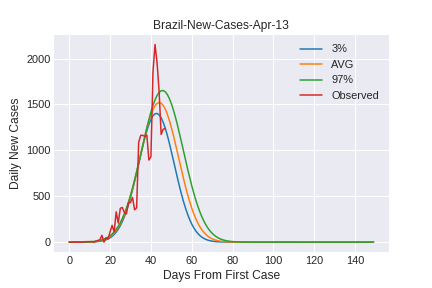 Brazil-New-Cases-Apr-13
Daily New Cases
2000
1500
1000
500
0
3%
AVG
97%
Observed
0 20 40 60 80 100 120 140
Days From First Case